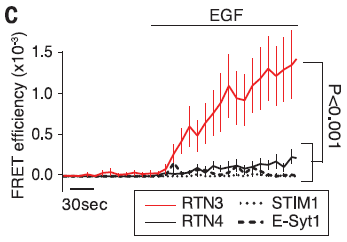 C
EGF
FRET efficiency (x10⁻³)
1.5
1.0
0.5
0.0
P<0.001
30sec
RTN3 STIM1
RTN4 E-Syt1